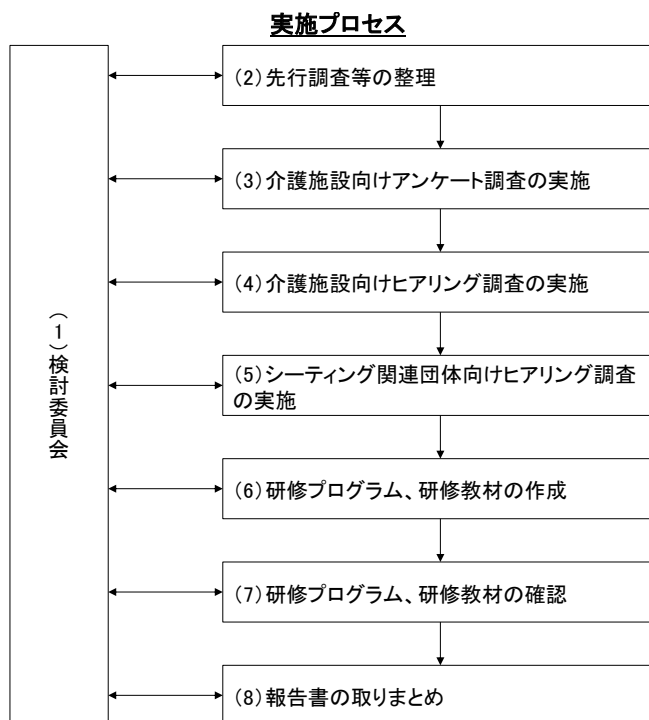 実施プロセス
(2)先行調査等の整理
(3)介護施設向けアンケート調査の実施
(4)介護施設向けヒアリング調査の実施
(1)検討委員会
(5)シーティング関連団体向けヒアリング調査
の実施
(6)研修プログラム、研修教材の作成
(7)研修プログラム、研修教材の確認
(8)報告書の取りまとめ